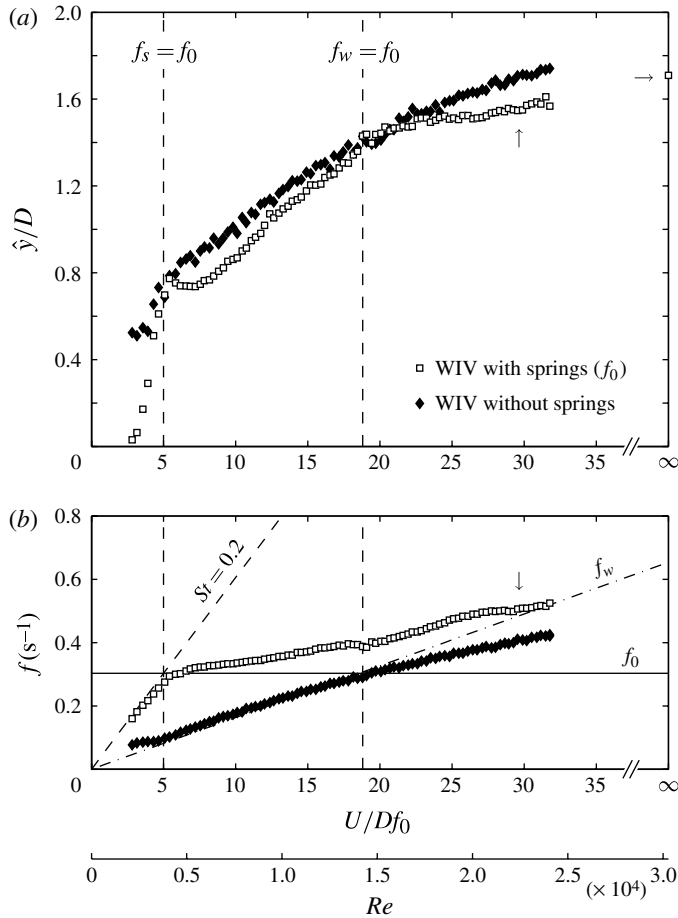 (a)
2.0
1.6
1.2
0.8
0.4
0
ŷ/D
f_s = f_0
f_w = f_0
→
↑
WIV with springs (f_0)
WIV without springs
0 5 10 15 20 25 30 35 ∞
(b)
0.8
0.6
0.4
0.2
0
f (s⁻¹)
St = 0.2
↓
f_w
f_0
0 5 10 15 20 25 30 35 ∞
U/Df_0
0 0.5 1.0 1.5 2.0 2.5 3.0
Re (× 10⁴)